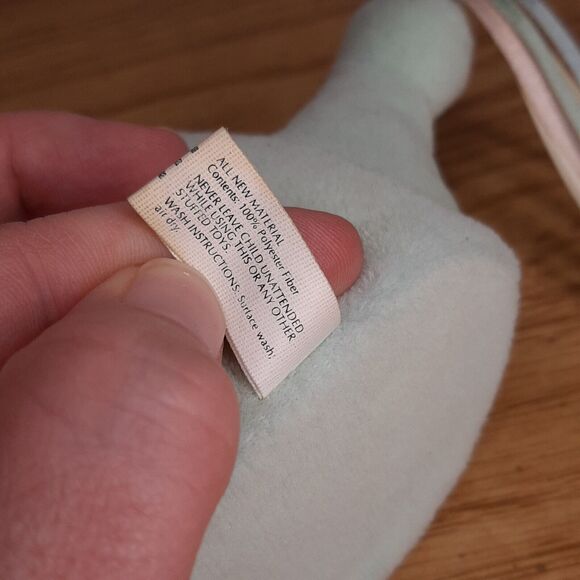 ALL NEW MATERIAL
Contents: 100% Polyester Fiber
NEVER LEAVE CHILD UNATTENDED
WHILE USING THIS OR ANY OTHER
STUFFED TOYS.
WASH INSTRUCTIONS: Surface wash,
air dry.